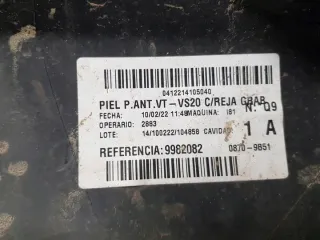 0412214105040
PIEL P.ANT.VT-VS20 C/REJA GRAB N. 09
FECHA: 10/02/22 11:48 MAQUINA: I81
OPERARIO: 2863
LOTE: 14/100222/104858 CAVIDAD 1 A
REFERENCIA: 9982082 0870-9851